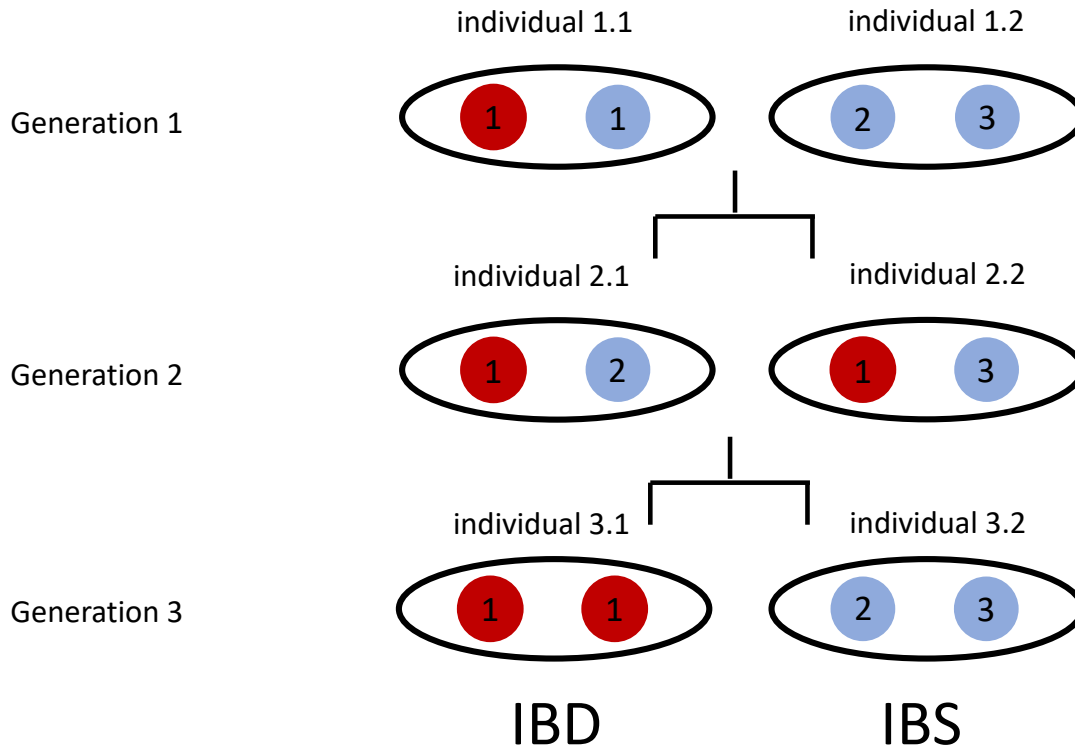 individual 1.1 individual 1.2
Generation 1 1 1 2 3
individual 2.1 individual 2.2
Generation 2 1 2 1 3
individual 3.1 individual 3.2
Generation 3 1 1 2 3
IBD IBS